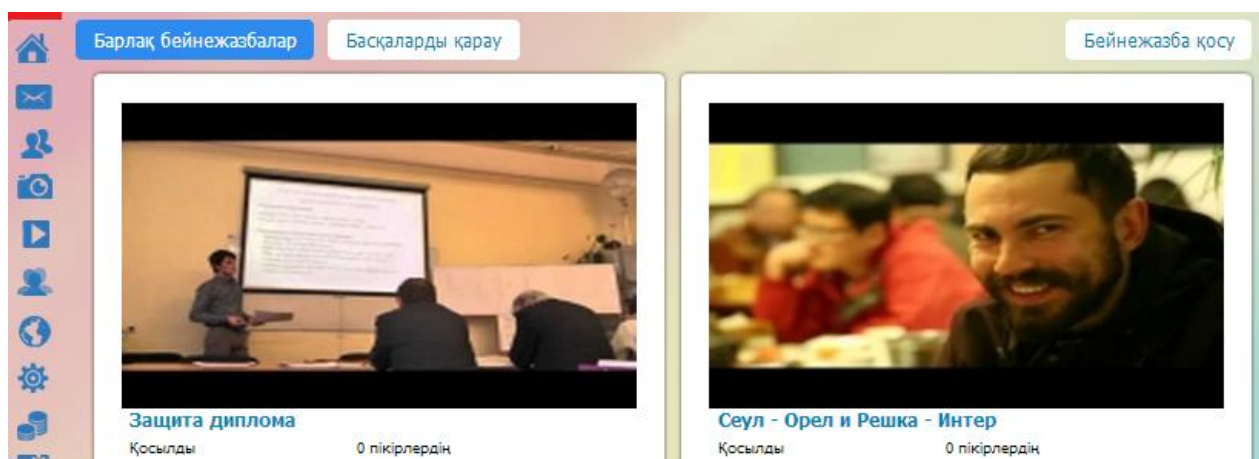 Барлақ бейнежазбалар Басқаларды қарау Бейнежазба қосу
Защита диплома
Қосылды 0 пікірлердің
Сеул - Орел и Решка - Интер
Қосылды 0 пікірлердің